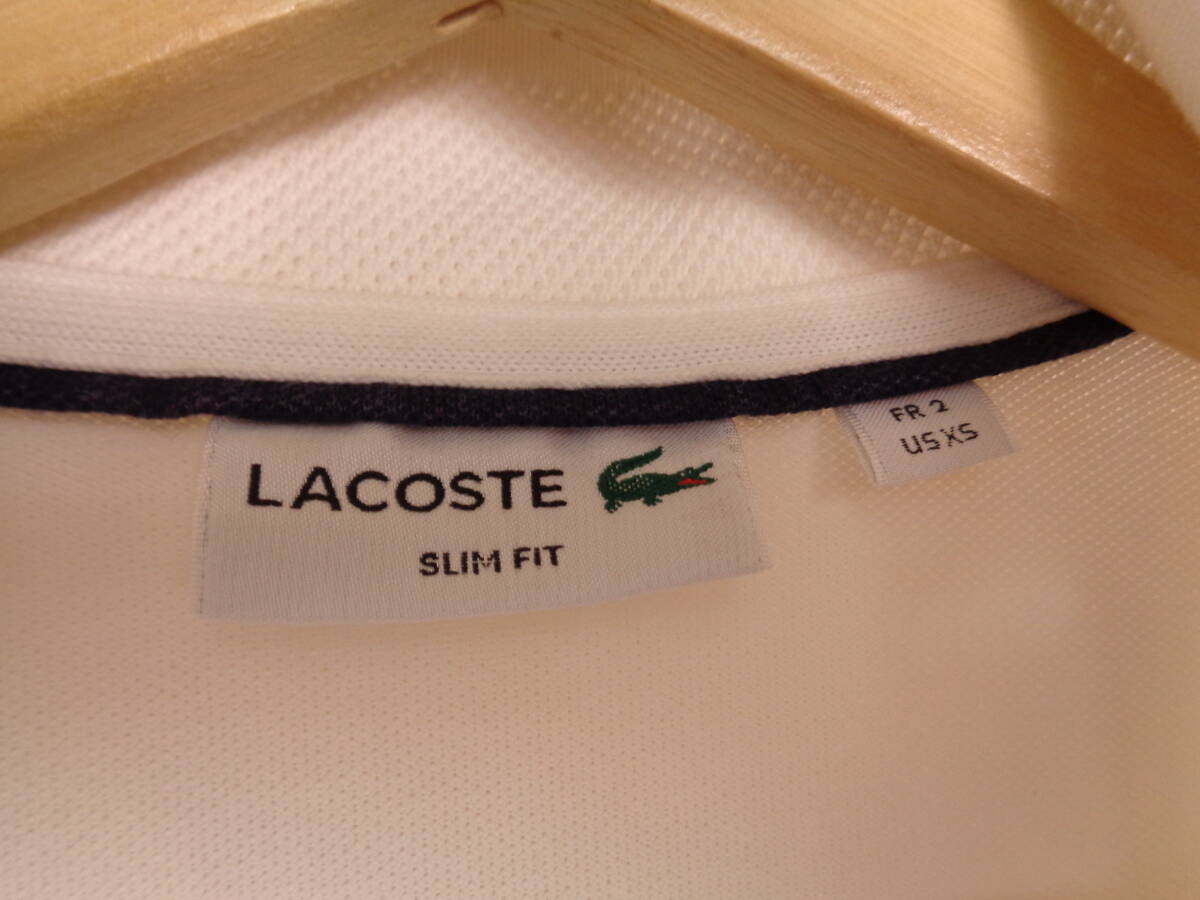 LACOSTE
SLIM FIT
FR 2
US XS